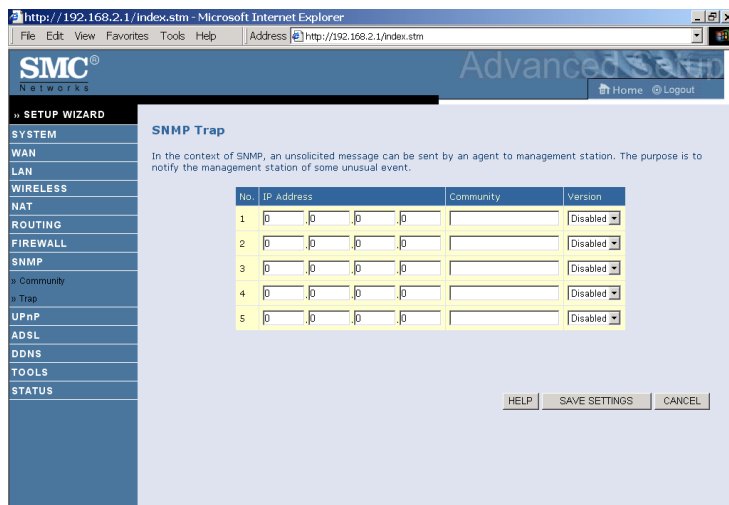 http://192.168.2.1/index.stm - Microsoft Internet Explorer
File Edit View Favorites Tools Help Address http://192.168.2.1/index.stm
SMC®
Networks
Advanced Setup
Home Logout
» SETUP WIZARD
SYSTEM
WAN
LAN
WIRELESS
NAT
ROUTING
FIREWALL
SNMP
» Community
» Trap
UPnP
ADSL
DDNS
TOOLS
STATUS
SNMP Trap
In the context of SNMP, an unsolicited message can be sent by an agent to management station. The purpose is to
notify the management station of some unusual event.
No. IP Address Community Version
1 0 .0 .0 .0 Disabled
2 0 .0 .0 .0 Disabled
3 0 .0 .0 .0 Disabled
4 0 .0 .0 .0 Disabled
5 0 .0 .0 .0 Disabled
HELP SAVE SETTINGS CANCEL